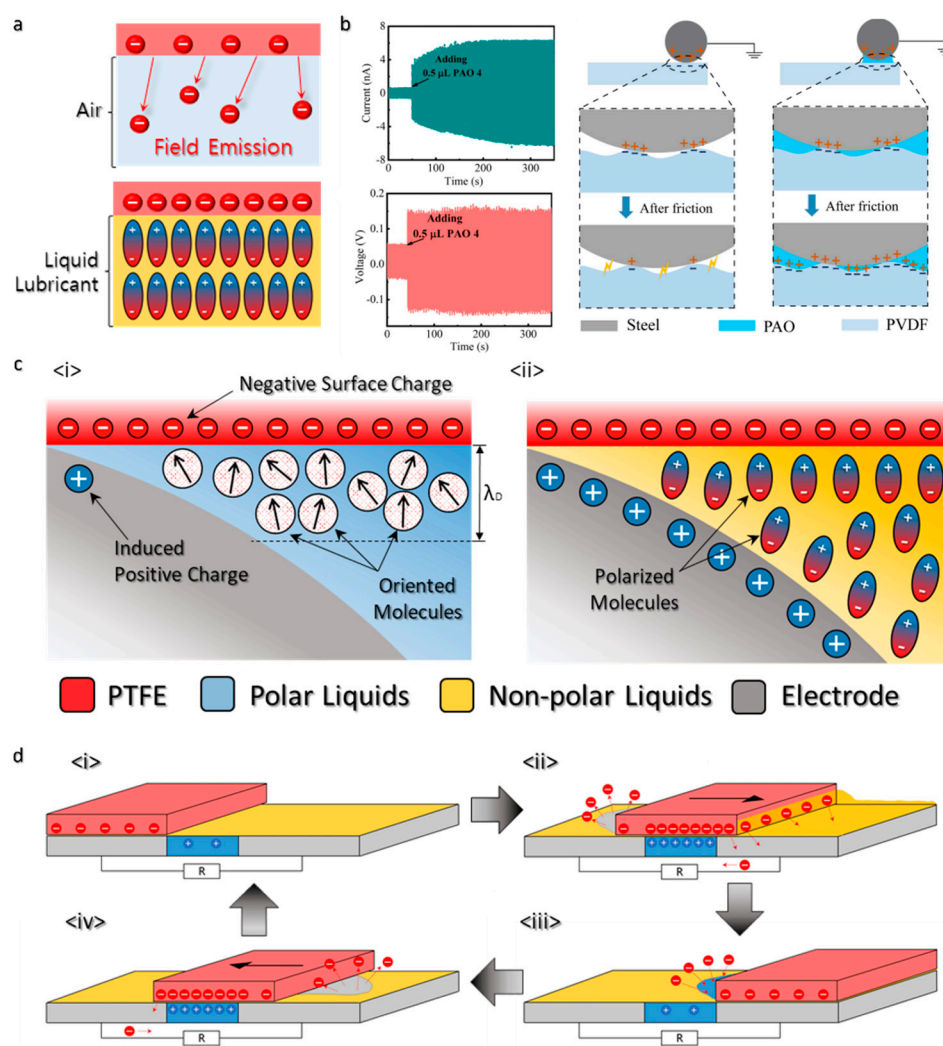 a
Air
Field Emission
Liquid
Lubricant
b
Current (nA)
8
4
0
-4
-8
Adding
0.5 μL PAO 4
0 100 200 300
Time (s)
Voltage (V)
0.2
0.1
0.0
-0.1
Adding
0.5 μL PAO 4
0 100 200 300
Time (s)
After friction
After friction
Steel
PAO
PVDF
c
<i>
Negative Surface Charge
λD
Induced
Positive Charge
Oriented
Molecules
<ii>
Polarized
Molecules
PTFE
Polar Liquids
Non-polar Liquids
Electrode
d
<i>
R
<ii>
R
<iv>
R
<iii>
R